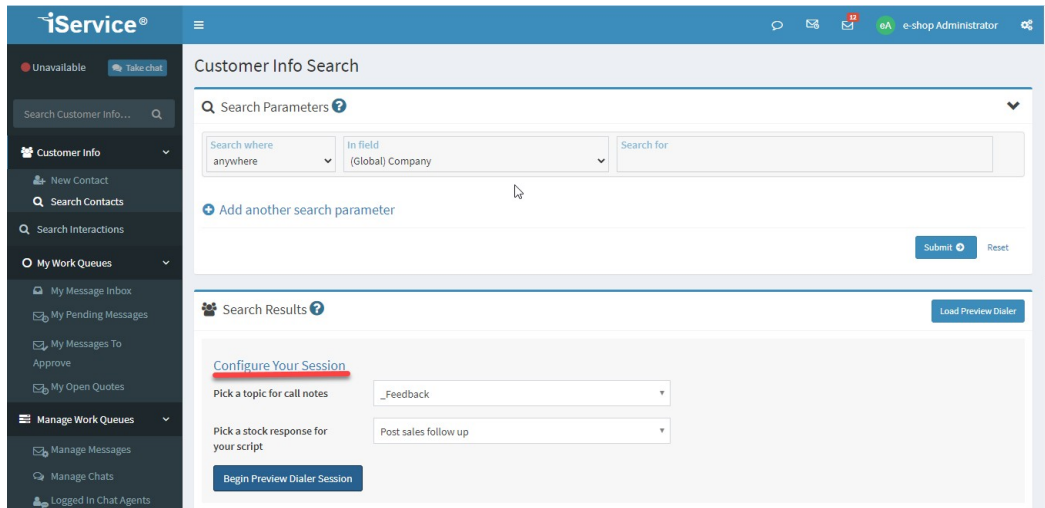 iService®
12
eA e-shop Administrator
Unavailable
Take chat
Search Customer Info...
Customer Info
New Contact
Search Contacts
Search Interactions
My Work Queues
My Message Inbox
My Pending Messages
My Messages To
Approve
My Open Quotes
Manage Work Queues
Manage Messages
Manage Chats
Logged In Chat Agents
Customer Info Search
Search Parameters ?
Search where
anywhere
In field
(Global) Company
Search for
Add another search parameter
Submit
Reset
Search Results ?
Load Preview Dialer
Configure Your Session
Pick a topic for call notes
_Feedback
Pick a stock response for
your script
Post sales follow up
Begin Preview Dialer Session